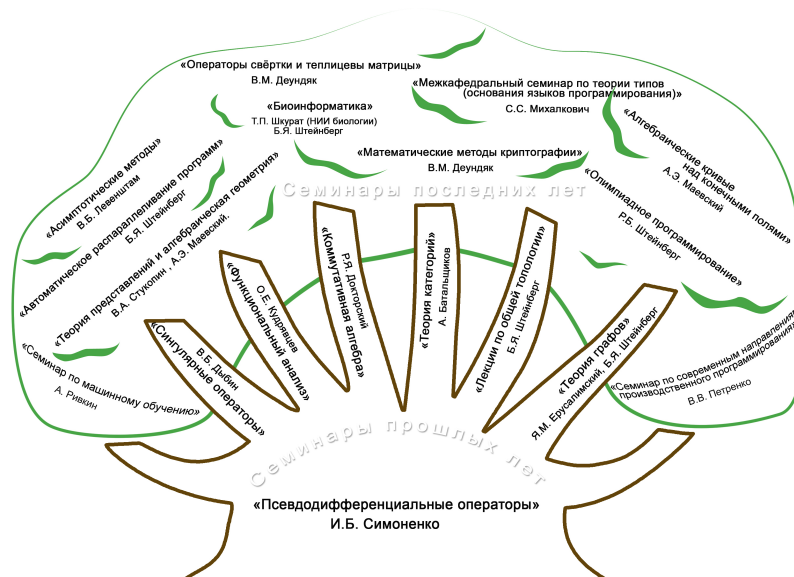 «Операторы свёртки и теплицевы матрицы»
В.М. Деундяк
«Межкафедральный семинар по теории типов
(основания языков программирования)»
С.С. Михалкович
«Биоинформатика»
Т.П. Шкурат (НИИ биологии)
Б.Я. Штейнберг
«Алгебраические кривые
над конечными полями»
А.Э. Маевский
«Математические методы криптографии»
В.М. Деундяк
«Асимптотические методы»
В.Б. Левенштам
«Автоматическое распараллеливание программ»
Б.Я. Штейнберг
«Теория представлений и алгебраическая геометрия»
В.А. Стукопин , А.Э. Маевский.
«Олимпиадное программирование»
Р.Б. Штейнберг
Семинары последних лет
«Семинар по машинному обучению»
А. Ривкин
«Семинар по современным направлениям
производственного программирования»
В.В. Петренко
В.Б. Дыбин
«Сингулярные операторы»
О.Е. Кудрявцев
«Функциональный анализ»
Р.Я. Докторский
«Коммутативная алгебра»
«Теория категорий»
А. Батальщиков
«Лекции по общей топологии»
Б.Я. Штейнберг
«Теория графов»
Я.М. Ерусалимский, Б.Я. Штейнберг
Семинары прошлых лет
«Псевдодифференциальные операторы»
И.Б. Симоненко